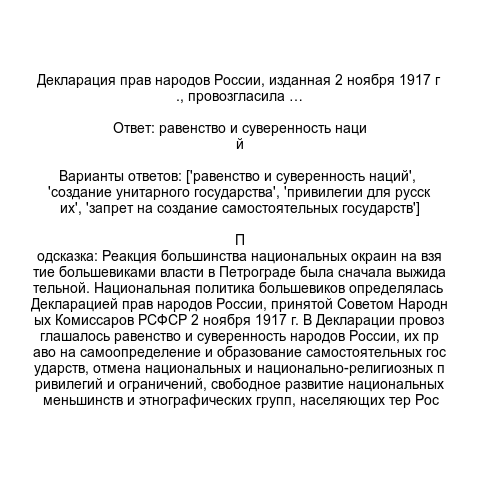 Декларация прав народов России, изданная 2 ноября 1917 г
., провозгласила …
Ответ: равенство и суверенность наци
й
Варианты ответов: ['равенство и суверенность наций',
'создание унитарного государства', 'привилегии для русск
их', 'запрет на создание самостоятельных государств']
П
одсказка: Реакция большинства национальных окраин на взя
тие большевиками власти в Петрограде была сначала выжида
тельной. Национальная политика большевиков определялась
Декларацией прав народов России, принятой Советом Народн
ых Комиссаров РСФСР 2 ноября 1917 г. В Декларации провоз
глашалось равенство и суверенность народов России, их пр
аво на самоопределение и образование самостоятельных гос
ударств, отмена национальных и национально-религиозных п
ривилегий и ограничений, свободное развитие национальных
меньшинств и этнографических групп, населяющих тер Рос